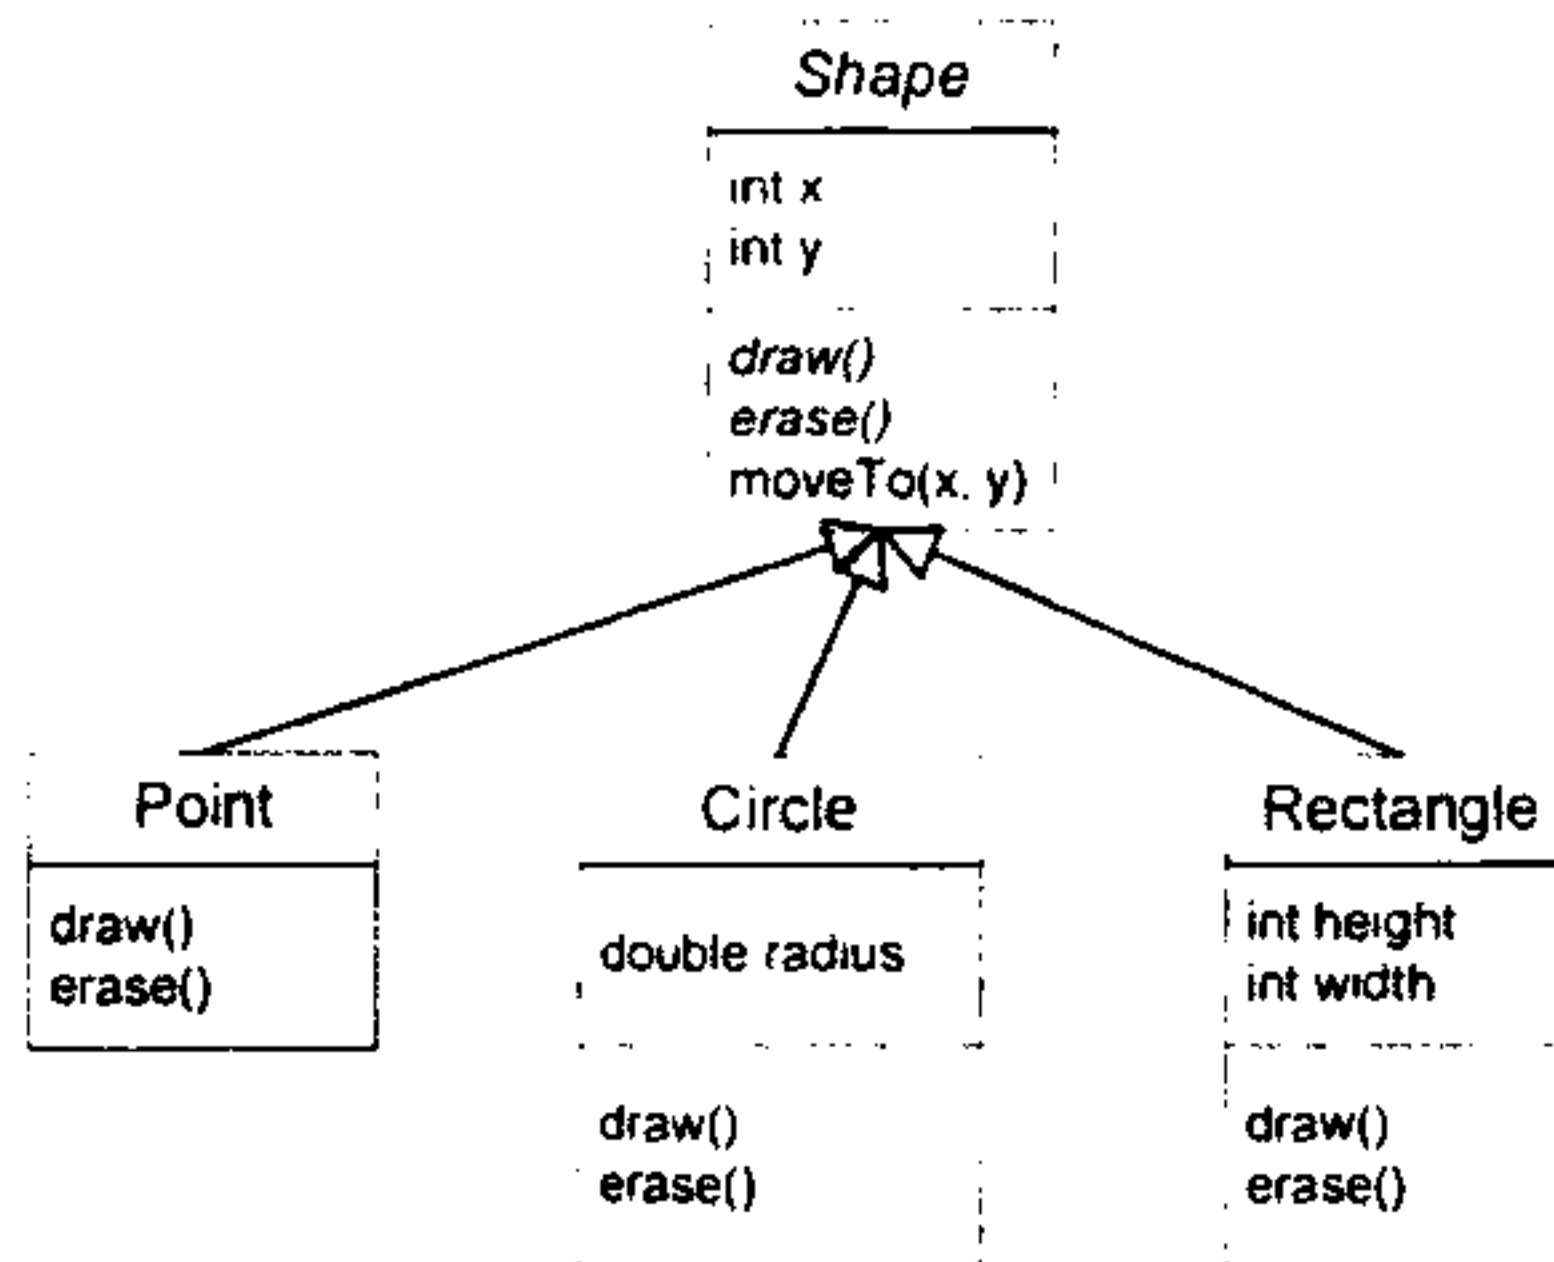 Shape
int x
int y
draw()
erase()
moveTo(x, y)
Point
draw()
erase()
Circle
double radius
draw()
erase()
Rectangle
int height
int width
draw()
erase()